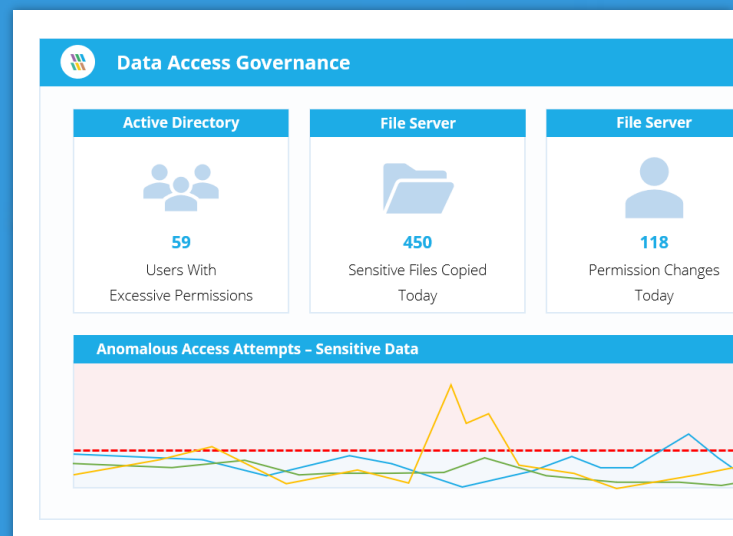 Data Access Governance
Active Directory
59
Users With
Excessive Permissions
File Server
450
Sensitive Files Copied
Today
File Server
118
Permission Changes
Today
Anomalous Access Attempts – Sensitive Data